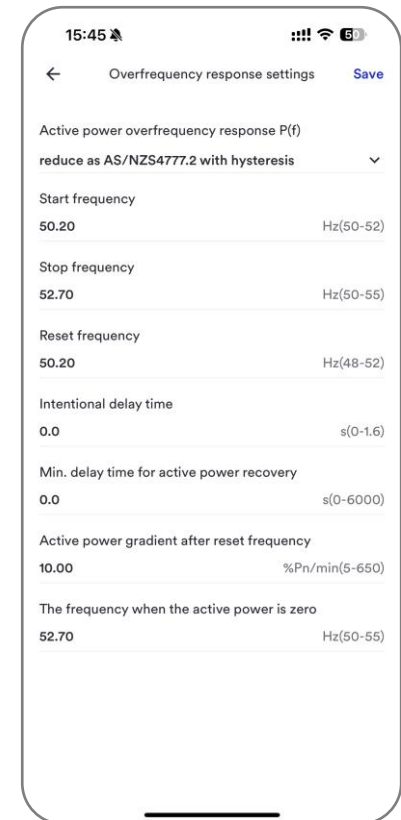 15:45
50
Overfrequency response settings Save
Active power overfrequency response P(f)
reduce as AS/NZS4777.2 with hysteresis
Start frequency
50.20 Hz(50-52)
Stop frequency
52.70 Hz(50-55)
Reset frequency
50.20 Hz(48-52)
Intentional delay time
0.0 s(0-1.6)
Min. delay time for active power recovery
0.0 s(0-6000)
Active power gradient after reset frequency
10.00 %Pn/min(5-650)
The frequency when the active power is zero
52.70 Hz(50-55)